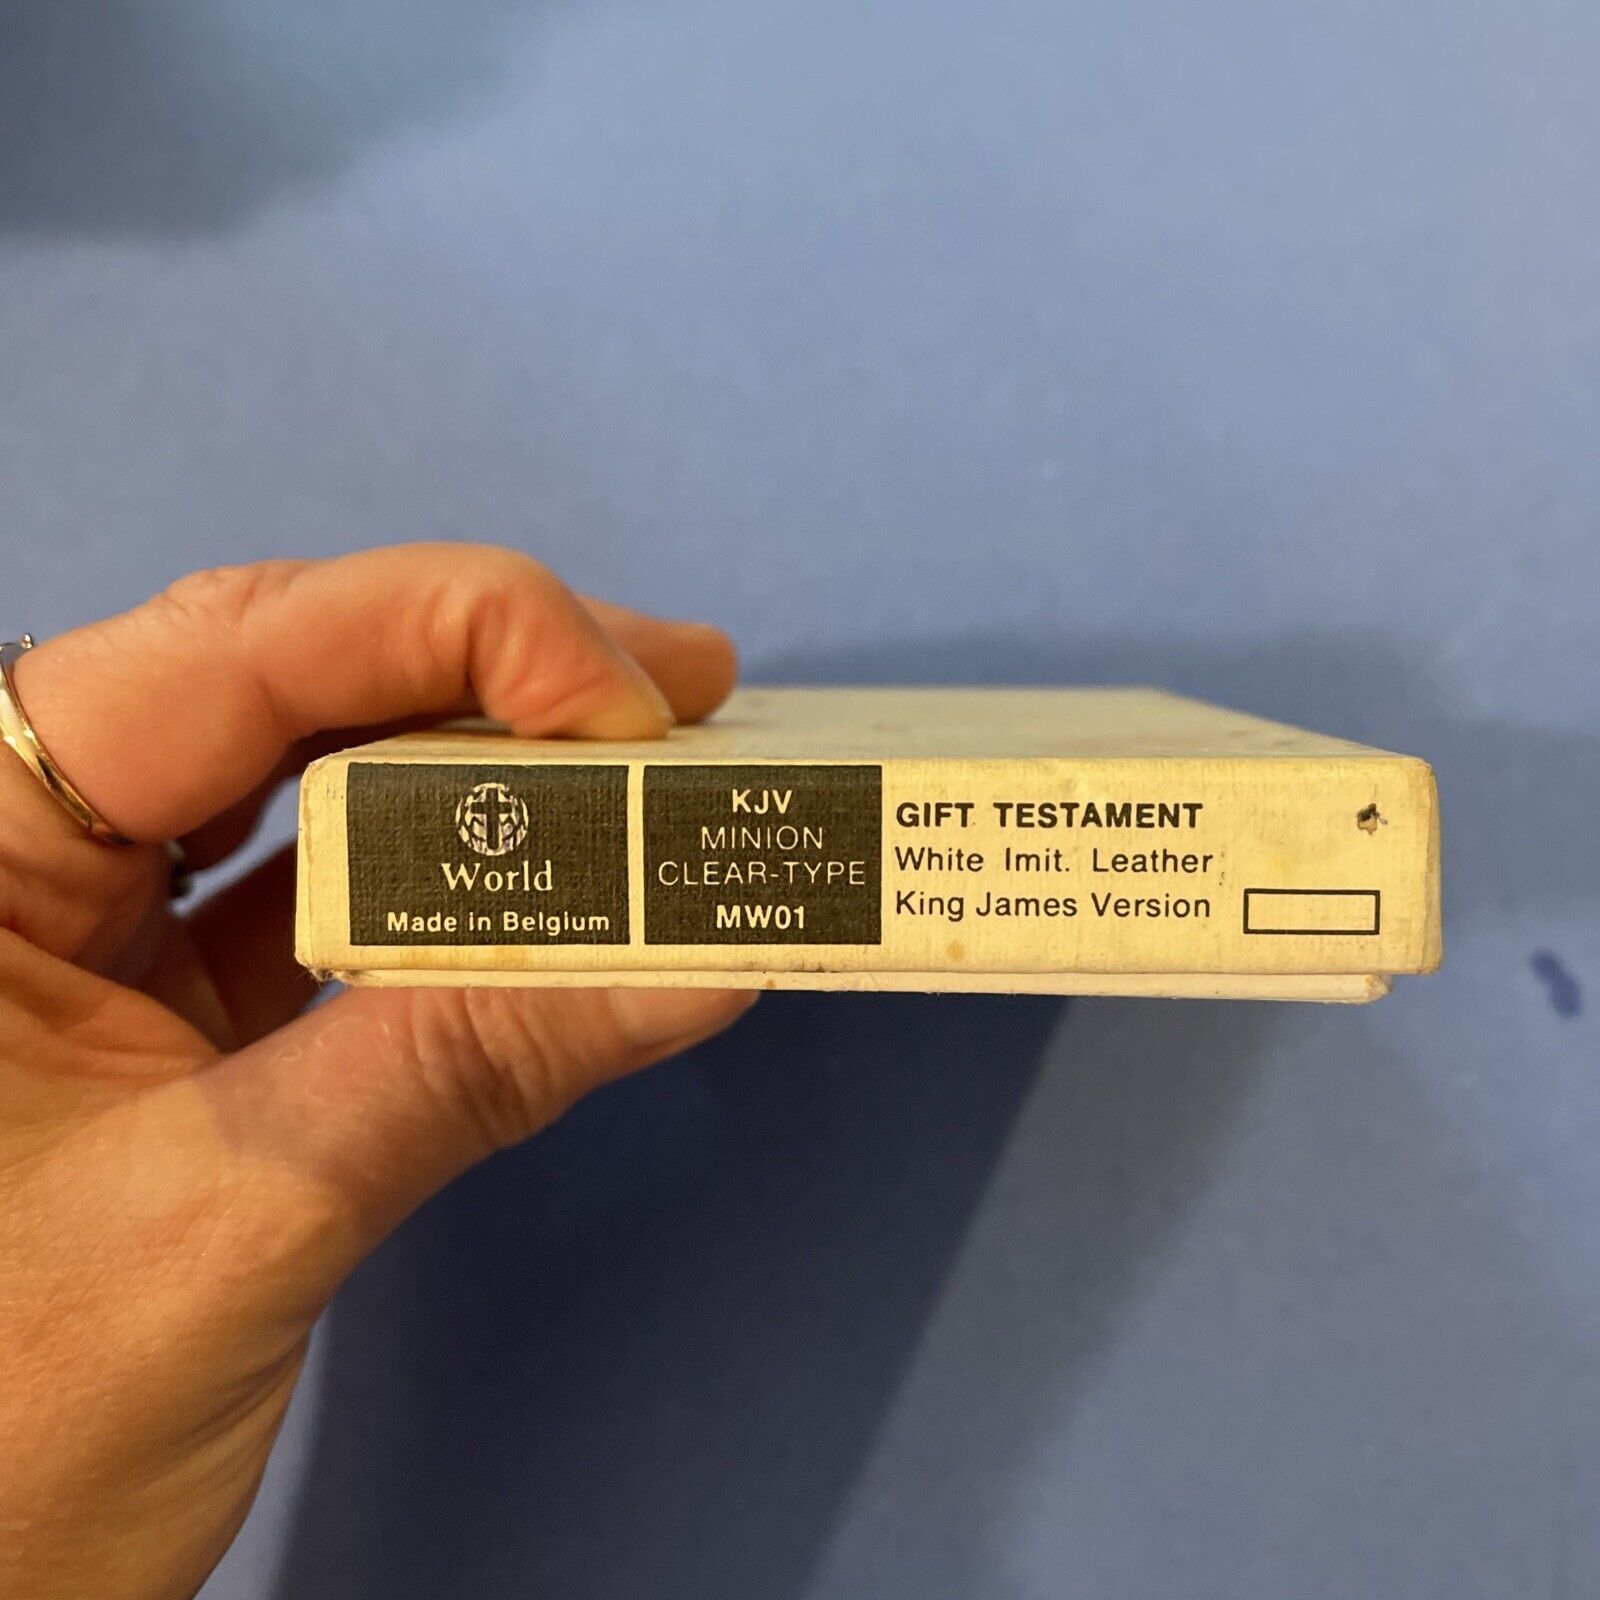 World
Made in Belgium
KJV
MINION
CLEAR-TYPE
MW01
GIFT TESTAMENT
White Imit. Leather
King James Version